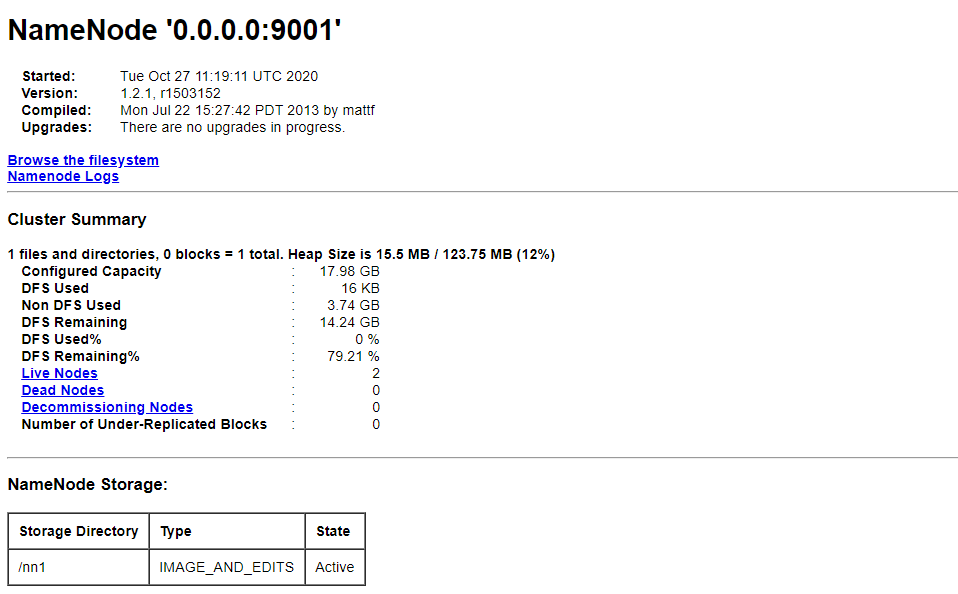 NameNode '0.0.0.0:9001'
Started: Tue Oct 27 11:19:11 UTC 2020
Version: 1.2.1, r1503152
Compiled: Mon Jul 22 15:27:42 PDT 2013 by mattf
Upgrades: There are no upgrades in progress.
Browse the filesystem
Namenode Logs
Cluster Summary
1 files and directories, 0 blocks = 1 total. Heap Size is 15.5 MB / 123.75 MB (12%)
Configured Capacity : 17.98 GB
DFS Used : 16 KB
Non DFS Used : 3.74 GB
DFS Remaining : 14.24 GB
DFS Used% : 0 %
DFS Remaining% : 79.21 %
Live Nodes : 2
Dead Nodes : 0
Decommissioning Nodes : 0
Number of Under-Replicated Blocks : 0
NameNode Storage:
Storage Directory Type State
/nn1 IMAGE_AND_EDITS Active